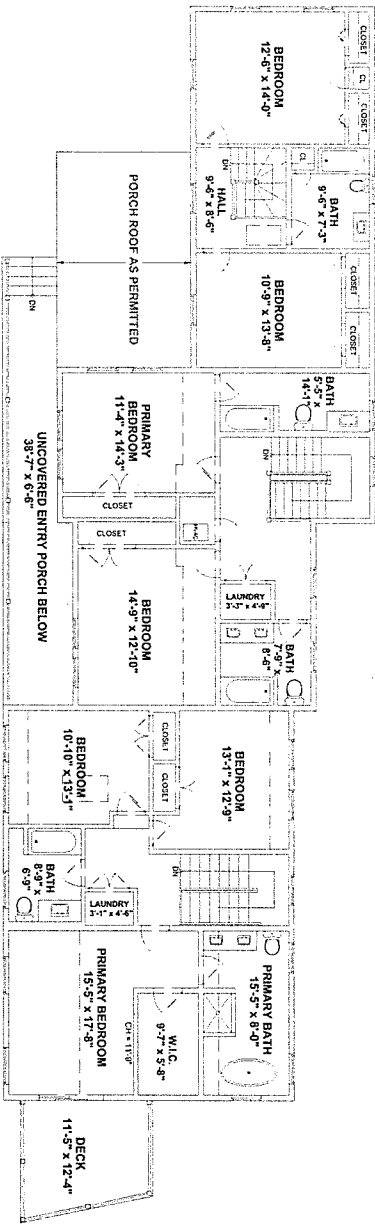 CLOSET
CL
CLOSET
BEDROOM
12'-6" x 14'-0"
CL
BATH
9'-6" x 7'-3"
DN
HALL
9'-6" x 8'-6"
CLOSET
CLOSET
BEDROOM
10'-9" x 13'-8"
PORCH ROOF AS PERMITTED
DN
UNCOVERED ENTRY PORCH BELOW
38'-7" x 6'-6"
BATH
5'-5" x
14'-1"
DN
PRIMARY
BEDROOM
11'-4" x 14'-3"
CLOSET
CLOSET
LAUNDRY
3'-3" x 4'-9"
BATH
7'-9" x
8'-6"
BEDROOM
14'-9" x 12'-10"
BEDROOM
13'-1" x 12'-9"
CLOSET
CLOSET
BEDROOM
10'-10" x 13'-1"
DN
BATH
8'-9" x
6'-9"
LAUNDRY
3'-1" x 4'-6"
PRIMARY BATH
15'-5" x 8'-0"
W.I.C.
9'-7" x 5'-8"
CH = 11'-9"
PRIMARY BEDROOM
15'-5" x 17'-8"
DECK
11'-5" x 12'-4"